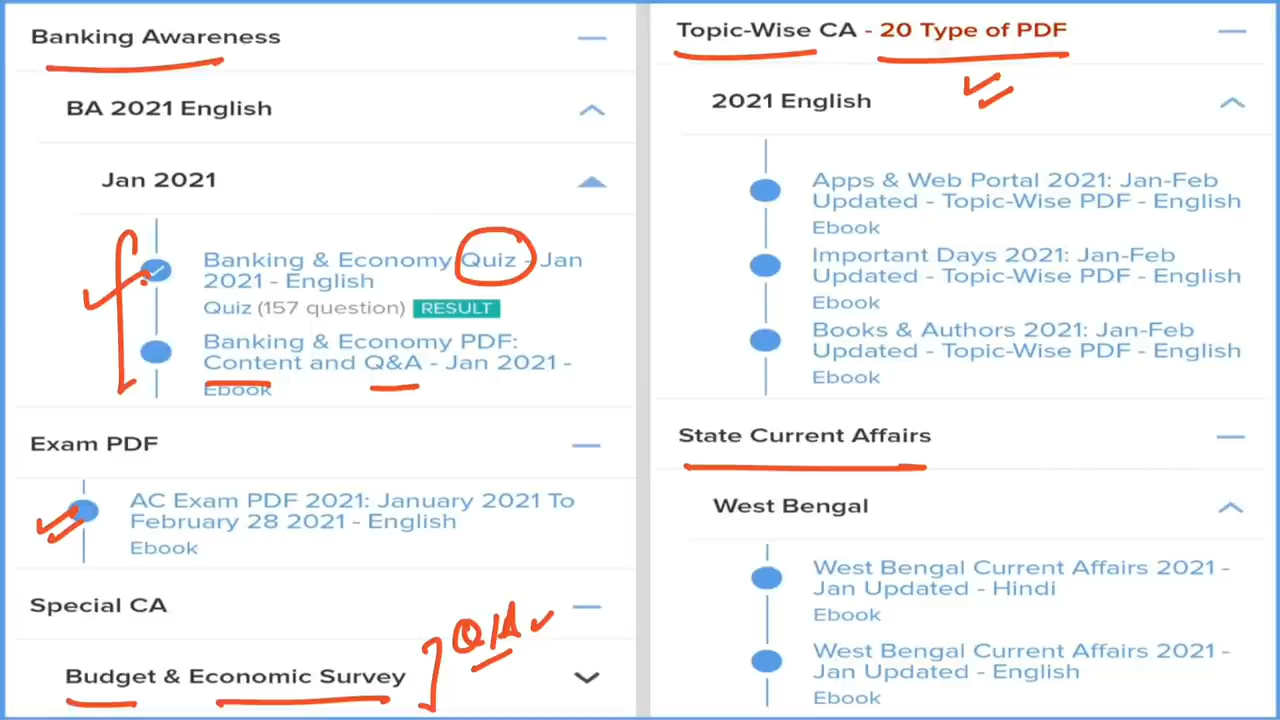 Banking Awareness
BA 2021 English
Jan 2021
Banking & Economy Quiz - Jan
2021 - English
Quiz (157 question) RESULT
Banking & Economy PDF:
Content and Q&A - Jan 2021 -
Ebook
Exam PDF
AC Exam PDF 2021: January 2021 To
February 28 2021 - English
Ebook
Special CA
Q/A
Budget & Economic Survey
Topic-Wise CA - 20 Type of PDF
2021 English
Apps & Web Portal 2021: Jan-Feb
Updated - Topic-Wise PDF - English
Ebook
Important Days 2021: Jan-Feb
Updated - Topic-Wise PDF - English
Ebook
Books & Authors 2021: Jan-Feb
Updated - Topic-Wise PDF - English
Ebook
State Current Affairs
West Bengal
West Bengal Current Affairs 2021 -
Jan Updated - Hindi
Ebook
West Bengal Current Affairs 2021 -
Jan Updated - English
Ebook